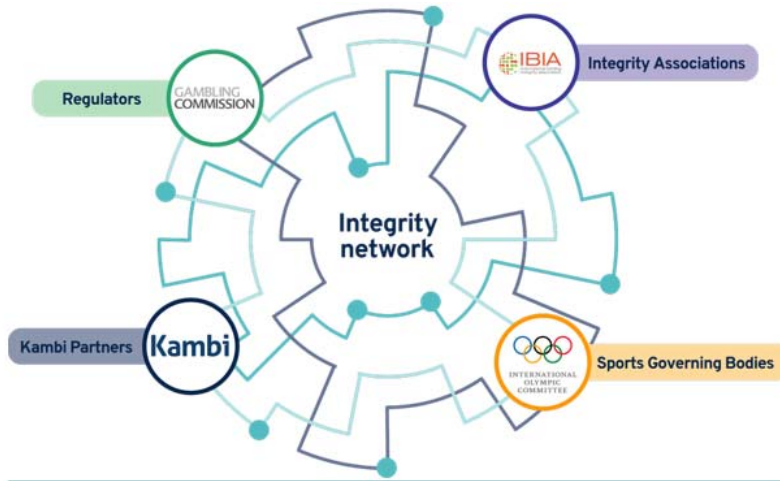 Regulators
GAMBLING
COMMISSION
IBIA
Integrity Associations
Integrity
network
Kambi Partners
Kambi
INTERNATIONAL
OLYMPIC
COMMITTEE
Sports Governing Bodies